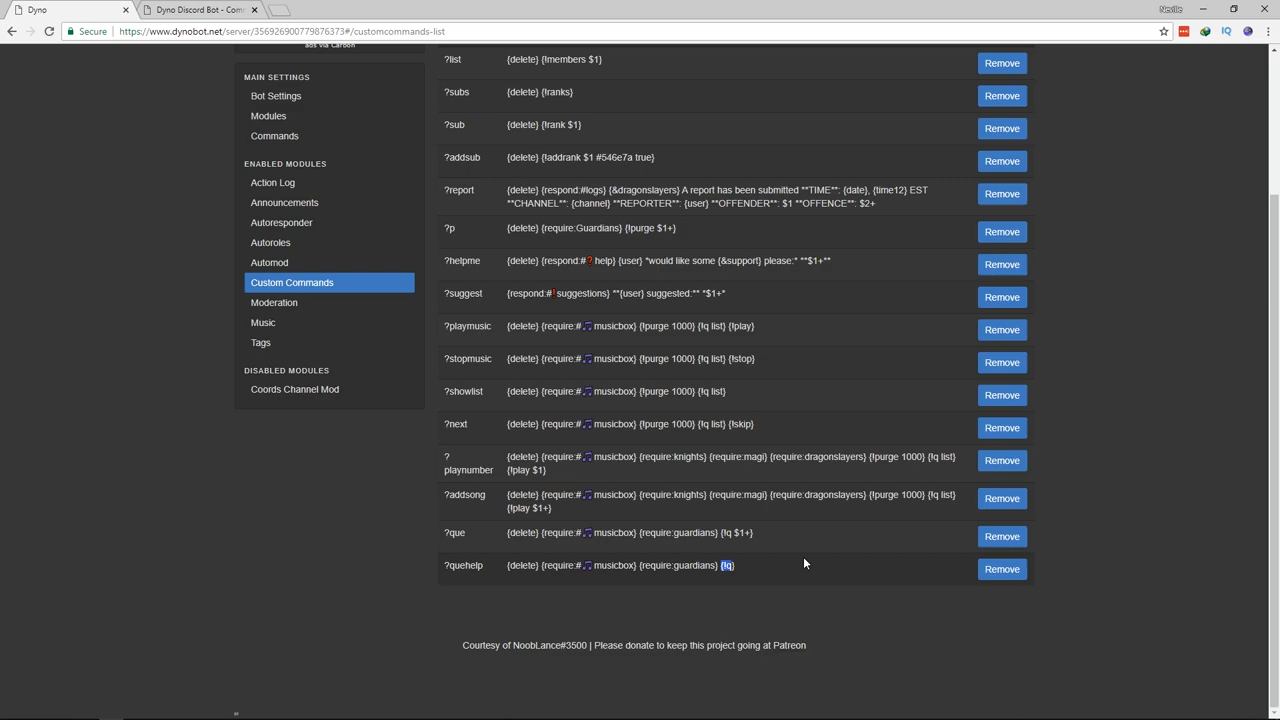 Dyno
Dyno Discord Bot - Com
Neville
Secure
https://www.dynobot.net/server/356926900779876373#/customcommands-list
IQ
ads via Carbon
MAIN SETTINGS
Bot Settings
Modules
Commands
ENABLED MODULES
Action Log
Announcements
Autoresponder
Autoroles
Automod
Custom Commands
Moderation
Music
Tags
DISABLED MODULES
Coords Channel Mod
?list {delete} {!members $1} Remove
?subs {delete} {!ranks} Remove
?sub {delete} {!rank $1} Remove
?addsub {delete} {!addrank $1 #546e7a true} Remove
?report {delete} {respond:#logs} {&dragonslayers} A report has been submitted **TIME**: {date}, {time12} EST Remove
**CHANNEL**: {channel} **REPORTER**: {user} **OFFENDER**: $1 **OFFENCE**: $2+
?p {delete} {require:Guardians} {!purge $1+} Remove
?helpme {delete} {respond:#❓help} {user} *would like some {&support} please:* **$1+** Remove
?suggest {respond:#❗suggestions} **{user} suggested:** *$1+* Remove
?playmusic {delete} {require:#🎵musicbox} {!purge 1000} {!q list} {!play} Remove
?stopmusic {delete} {require:#🎵musicbox} {!purge 1000} {!q list} {!stop} Remove
?showlist {delete} {require:#🎵musicbox} {!purge 1000} {!q list} Remove
?next {delete} {require:#🎵musicbox} {!purge 1000} {!q list} {!skip} Remove
? {delete} {require:#🎵musicbox} {require:knights} {require:magi} {require:dragonslayers} {!purge 1000} {!q list} Remove
playnumber {!play $1}
?addsong {delete} {require:#🎵musicbox} {require:knights} {require:magi} {require:dragonslayers} {!purge 1000} {!q list} Remove
{!play $1+}
?que {delete} {require:#🎵musicbox} {require:guardians} {!q $1+} Remove
?quehelp {delete} {require:#🎵musicbox} {require:guardians} {!q} Remove
Courtesy of NoobLance#3500 | Please donate to keep this project going at Patreon